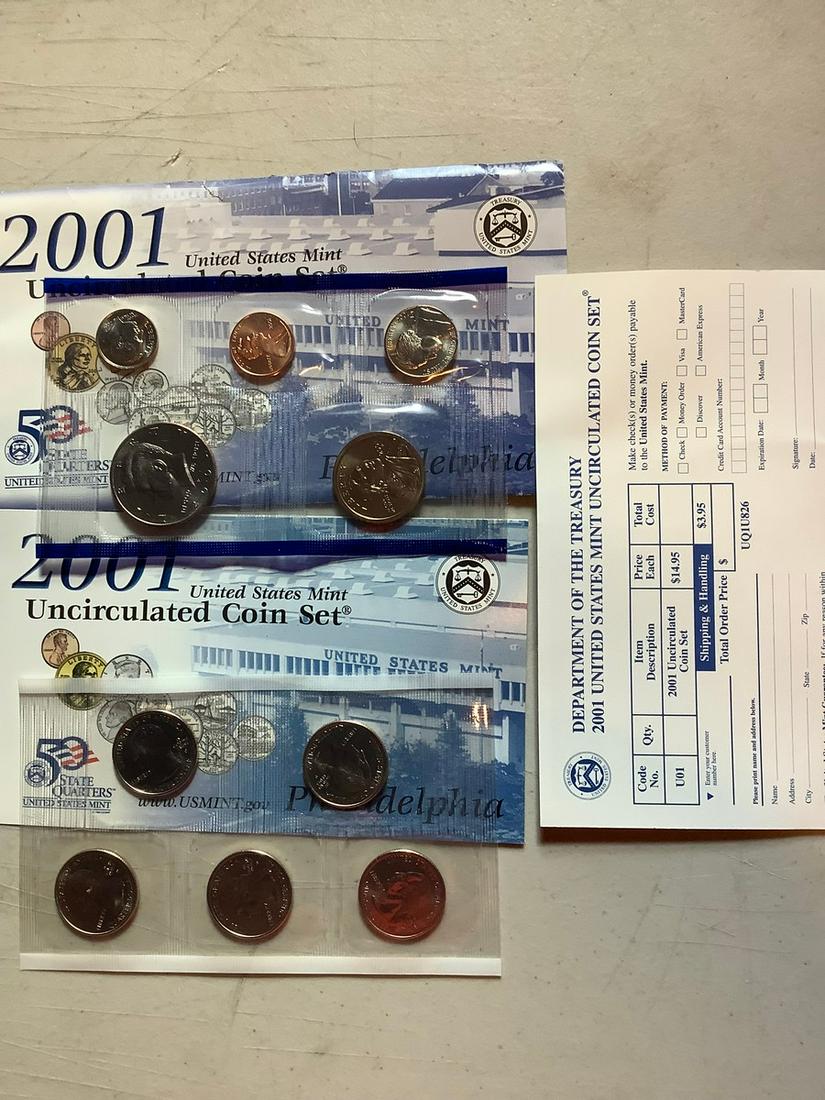 2001
United States Mint
Uncirculated Coin Set®
TREASURY
UNITED STATES MINT
UNITED
MINT
LIBERTY
50
STATE
QUARTERS
UNITED STATES MINT
USMINT.gov
Philadelphia
2001
United States Mint
Uncirculated Coin Set®
UNITED STATES MINT
LIBERTY
50
STATE
QUARTERS
UNITED STATES MINT
www.USMINT.gov
Philadelphia
DEPARTMENT OF THE TREASURY
2001 UNITED STATES MINT UNCIRCULATED COIN SET®
Code No.
Qty.
Item Description
Price Each
Total Cost
U01
2001 Uncirculated Coin Set
$14.95
Shipping & Handling
$3.95
Total Order Price
$
▼ Enter your customer number here.
UQ1U826
Please print name and address below.
Name
Address
City
State
Zip
Make check(s) or money order(s) payable
to the United States Mint.
METHOD OF PAYMENT:
Check
Money Order
Visa
MasterCard
Discover
American Express
Credit Card Account Number:
Expiration Date:
Month
Year
Signature:
Date: